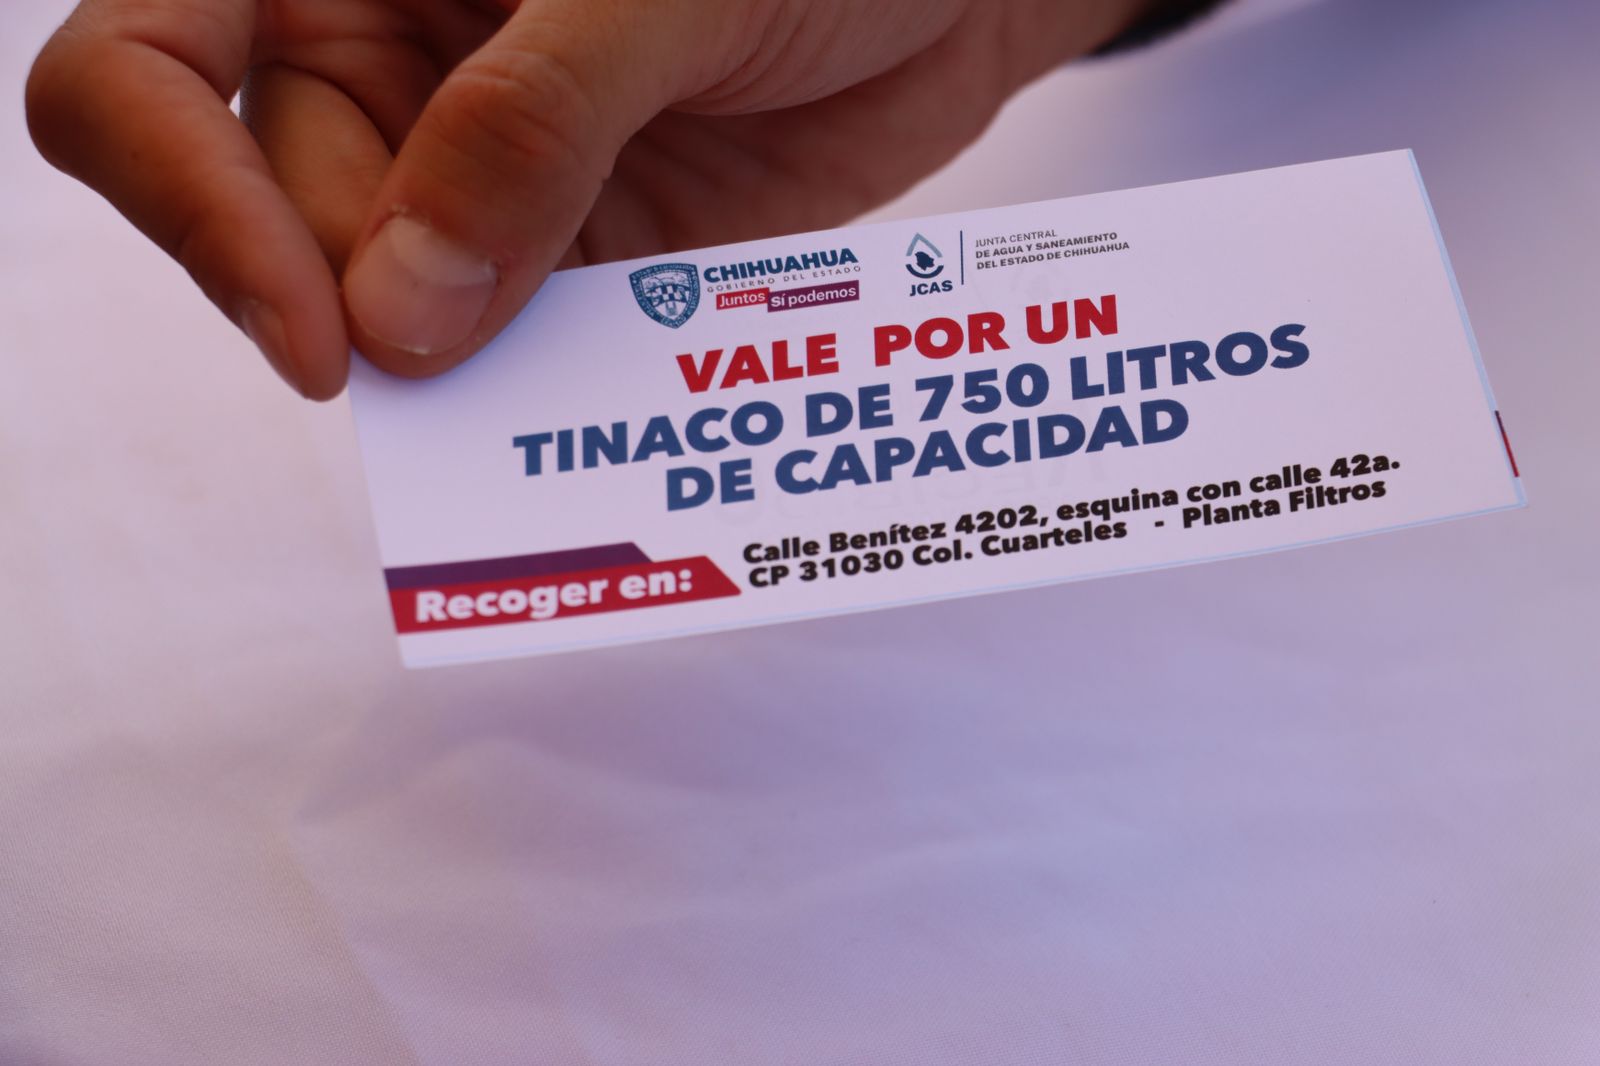 CHIHUAHUA
GOBIERNO DEL ESTADO
Juntos sí podemos
JCAS
JUNTA CENTRAL
DE AGUA Y SANEAMIENTO
DEL ESTADO DE CHIHUAHUA
VALE POR UN
TINACO DE 750 LITROS
DE CAPACIDAD
Recoger en:
Calle Benítez 4202, esquina con calle 42a.
CP 31030 Col. Cuarteles - Planta Filtros